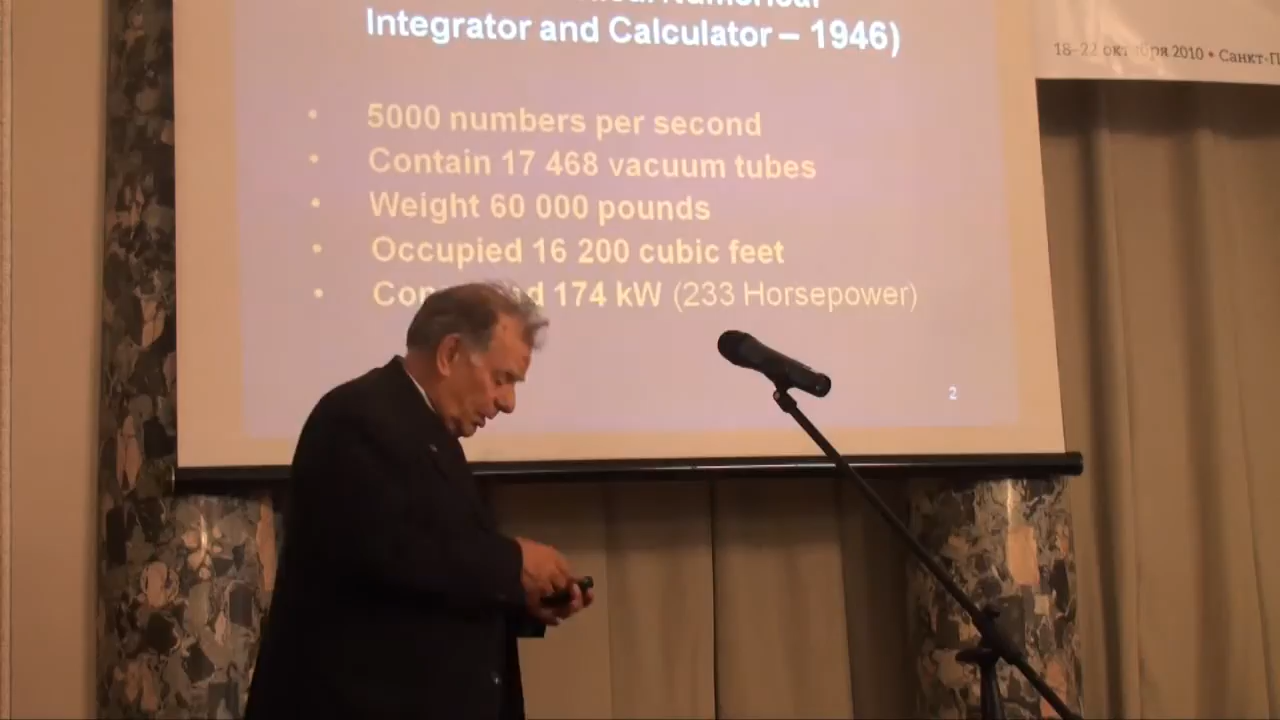 Integrator and Calculator – 1946)
18–22 октября 2010 • Санкт-П
• 5000 numbers per second
• Contain 17 468 vacuum tubes
• Weight 60 000 pounds
• Occupied 16 200 cubic feet
• 174 kW (233 Horsepower)
2